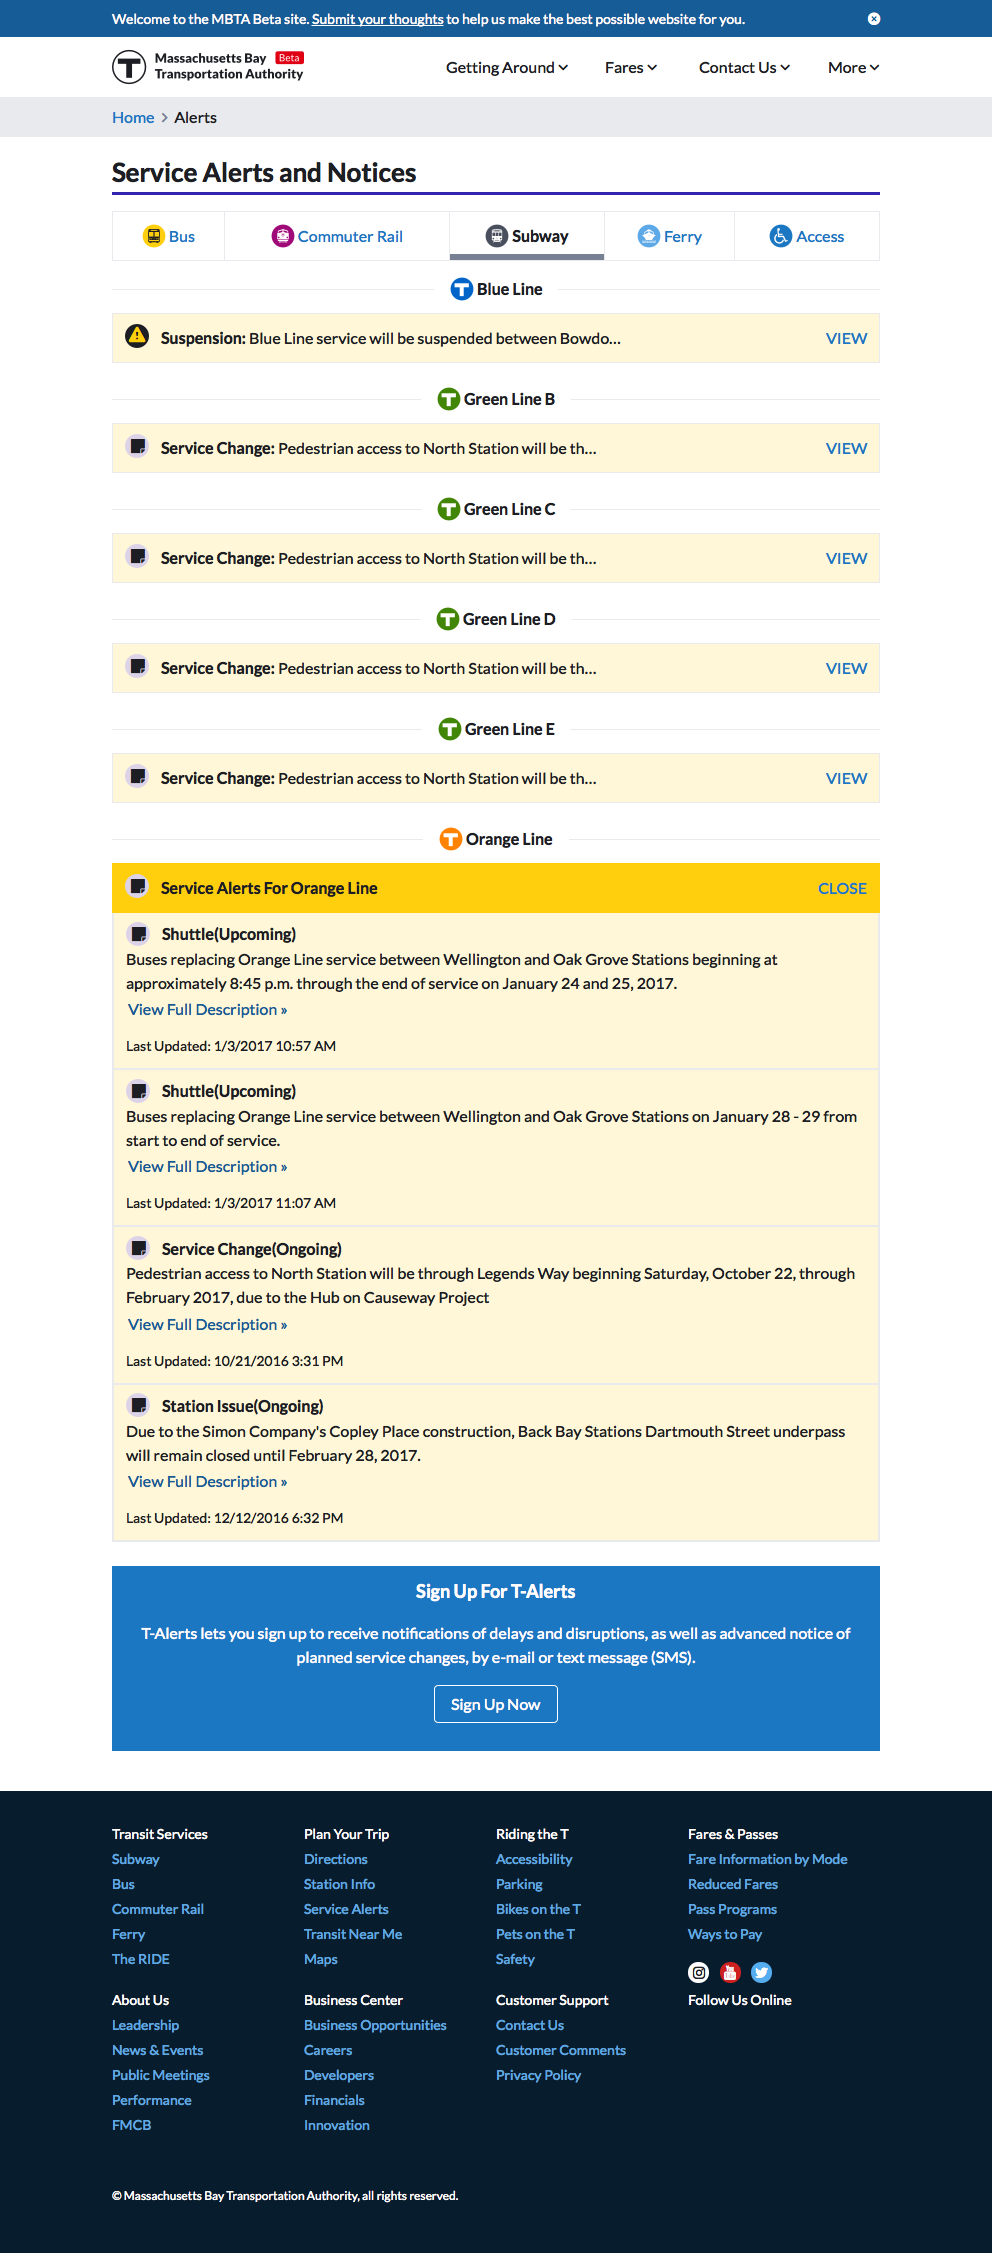 Welcome to the MBTA Beta site. Submit your thoughts to help us make the best possible website for you.
Massachusetts Bay Beta
Transportation Authority
Getting Around Fares Contact Us More
Home > Alerts
Service Alerts and Notices
Bus Commuter Rail Subway Ferry Access
T Blue Line
Suspension: Blue Line service will be suspended between Bowdo... VIEW
T Green Line B
Service Change: Pedestrian access to North Station will be th... VIEW
T Green Line C
Service Change: Pedestrian access to North Station will be th... VIEW
T Green Line D
Service Change: Pedestrian access to North Station will be th... VIEW
T Green Line E
Service Change: Pedestrian access to North Station will be th... VIEW
T Orange Line
Service Alerts For Orange Line CLOSE
Shuttle(Upcoming)
Buses replacing Orange Line service between Wellington and Oak Grove Stations beginning at
approximately 8:45 p.m. through the end of service on January 24 and 25, 2017.
View Full Description »
Last Updated: 1/3/2017 10:57 AM
Shuttle(Upcoming)
Buses replacing Orange Line service between Wellington and Oak Grove Stations on January 28 - 29 from
start to end of service.
View Full Description »
Last Updated: 1/3/2017 11:07 AM
Service Change(Ongoing)
Pedestrian access to North Station will be through Legends Way beginning Saturday, October 22, through
February 2017, due to the Hub on Causeway Project
View Full Description »
Last Updated: 10/21/2016 3:31 PM
Station Issue(Ongoing)
Due to the Simon Company's Copley Place construction, Back Bay Stations Dartmouth Street underpass
will remain closed until February 28, 2017.
View Full Description »
Last Updated: 12/12/2016 6:32 PM
Sign Up For T-Alerts
T-Alerts lets you sign up to receive notifications of delays and disruptions, as well as advanced notice of
planned service changes, by e-mail or text message (SMS).
Sign Up Now
Transit Services
Subway
Bus
Commuter Rail
Ferry
The RIDE
Plan Your Trip
Directions
Station Info
Service Alerts
Transit Near Me
Maps
Riding the T
Accessibility
Parking
Bikes on the T
Pets on the T
Safety
Fares & Passes
Fare Information by Mode
Reduced Fares
Pass Programs
Ways to Pay
About Us
Leadership
News & Events
Public Meetings
Performance
FMCB
Business Center
Business Opportunities
Careers
Developers
Financials
Innovation
Customer Support
Contact Us
Customer Comments
Privacy Policy
Follow Us Online
© Massachusetts Bay Transportation Authority, all rights reserved.